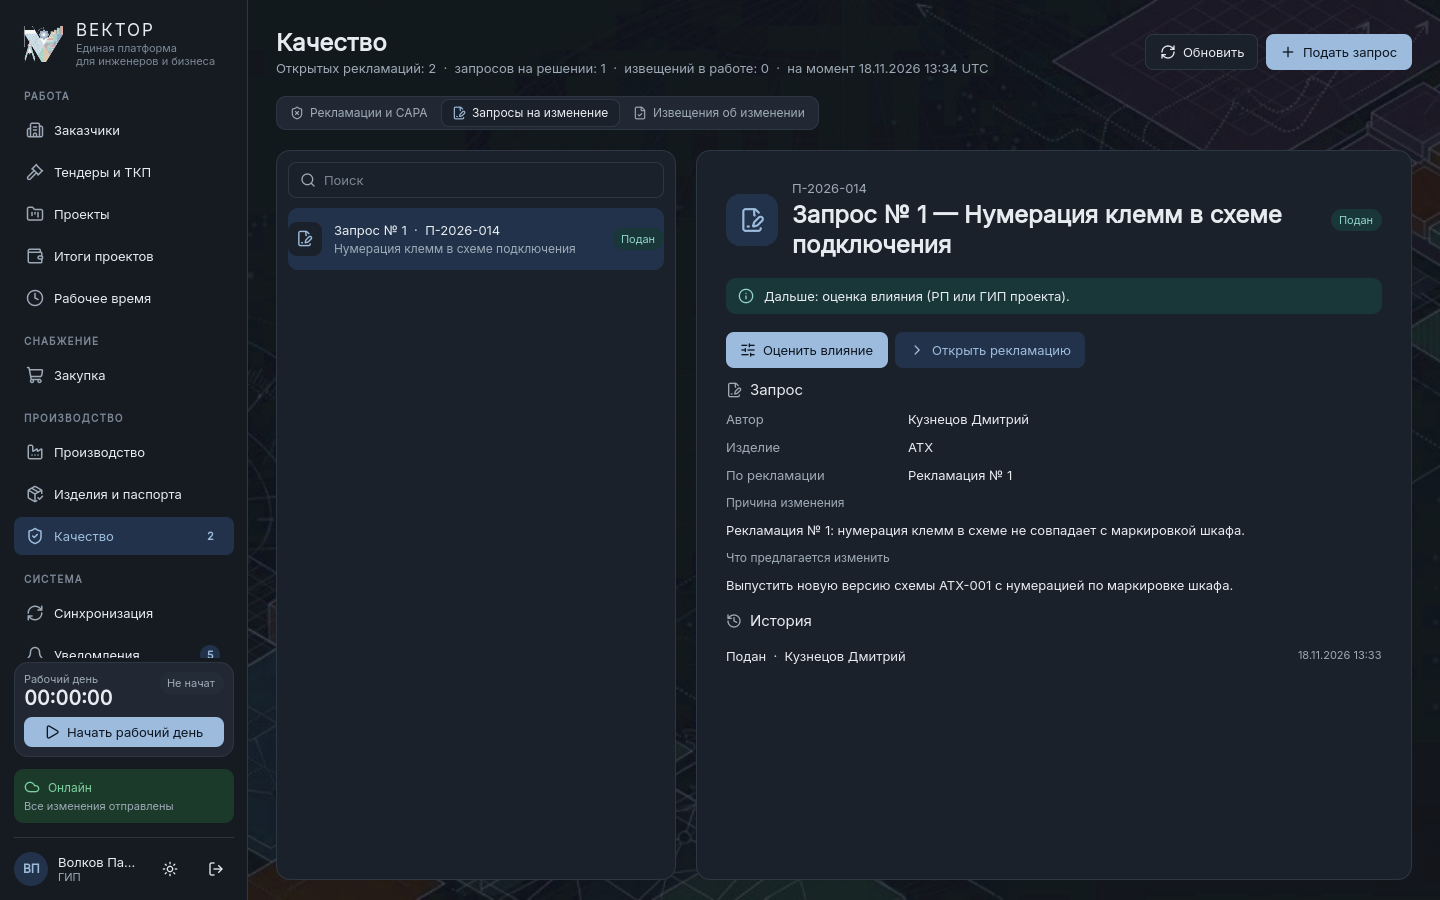 ВЕКТОР
Единая платформа
для инженеров и бизнеса
РАБОТА
Заказчики
Тендеры и ТКП
Проекты
Итоги проектов
Рабочее время
СНАБЖЕНИЕ
Закупка
ПРОИЗВОДСТВО
Производство
Изделия и паспорта
Качество 2
СИСТЕМА
Синхронизация
Уведомления 5
Рабочий день
Не начат
00:00:00
Начать рабочий день
Онлайн
Все изменения отправлены
ВП
Волков Па...
ГИП
Качество
Открытых рекламаций: 2 · запросов на решении: 1 · извещений в работе: 0 · на момент 18.11.2026 13:34 UTC
Обновить
Подать запрос
Рекламации и CAPA
Запросы на изменение
Извещения об изменении
Поиск
Запрос № 1 · П-2026-014
Нумерация клемм в схеме подключения
Подан
П-2026-014
Запрос № 1 — Нумерация клемм в схеме
подключения
Подан
Дальше: оценка влияния (РП или ГИП проекта).
Оценить влияние
Открыть рекламацию
Запрос
Автор Кузнецов Дмитрий
Изделие АТХ
По рекламации Рекламация № 1
Причина изменения
Рекламация № 1: нумерация клемм в схеме не совпадает с маркировкой шкафа.
Что предлагается изменить
Выпустить новую версию схемы АТХ-001 с нумерацией по маркировке шкафа.
История
Подан · Кузнецов Дмитрий 18.11.2026 13:33